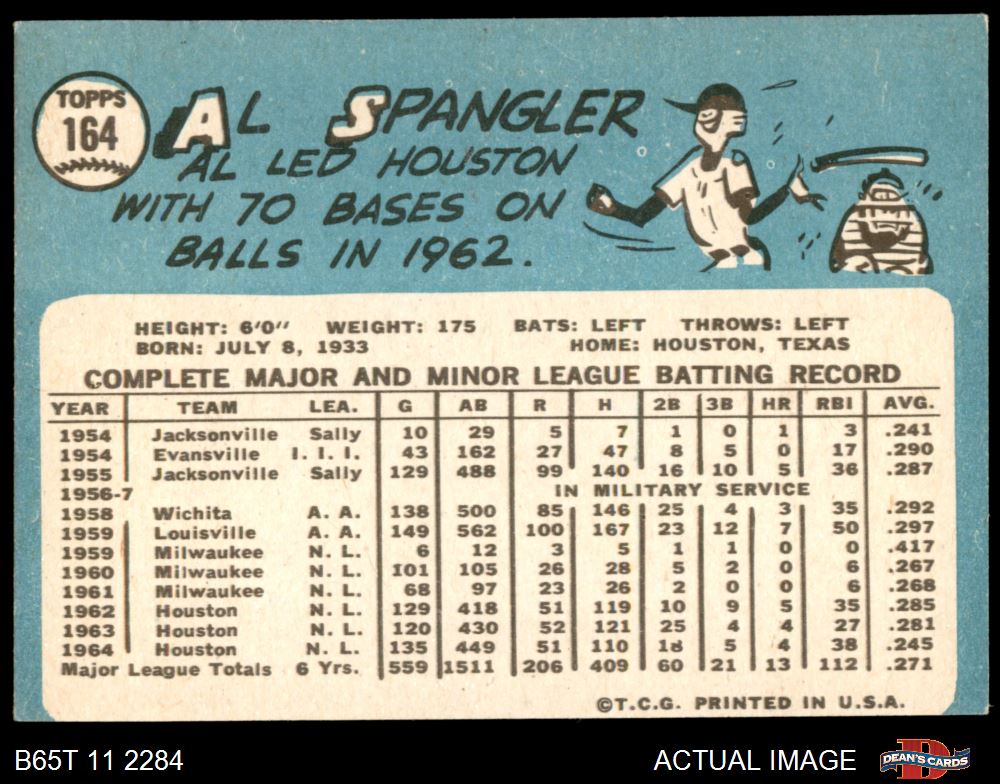 TOPPS
164
AL SPANGLER
AL LED HOUSTON
WITH 70 BASES ON
BALLS IN 1962.
HEIGHT: 6'0" WEIGHT: 175 BATS: LEFT THROWS: LEFT
BORN: JULY 8, 1933 HOME: HOUSTON, TEXAS
COMPLETE MAJOR AND MINOR LEAGUE BATTING RECORD
YEAR TEAM LEA. G AB R H 2B 3B HR RBI AVG.
1954 Jacksonville Sally 10 29 5 7 1 0 1 3 .241
1954 Evansville I. I. I. 43 162 27 47 8 5 0 17 .290
1955 Jacksonville Sally 129 488 99 140 16 10 5 36 .287
1956-7 IN MILITARY SERVICE
1958 Wichita A. A. 138 500 85 146 25 4 3 35 .292
1959 Louisville A. A. 149 562 100 167 23 12 7 50 .297
1959 Milwaukee N. L. 6 12 3 5 1 1 0 0 .417
1960 Milwaukee N. L. 101 105 26 28 5 2 0 6 .267
1961 Milwaukee N. L. 68 97 23 26 2 0 0 6 .268
1962 Houston N. L. 129 418 51 119 10 9 5 35 .285
1963 Houston N. L. 120 430 52 121 25 4 4 27 .281
1964 Houston N. L. 135 449 51 110 18 5 4 38 .245
Major League Totals 6 Yrs. 559 1511 206 409 60 21 13 112 .271
©T.C.G. PRINTED IN U.S.A.
B65T 11 2284 ACTUAL IMAGE DEAN'S CARDS